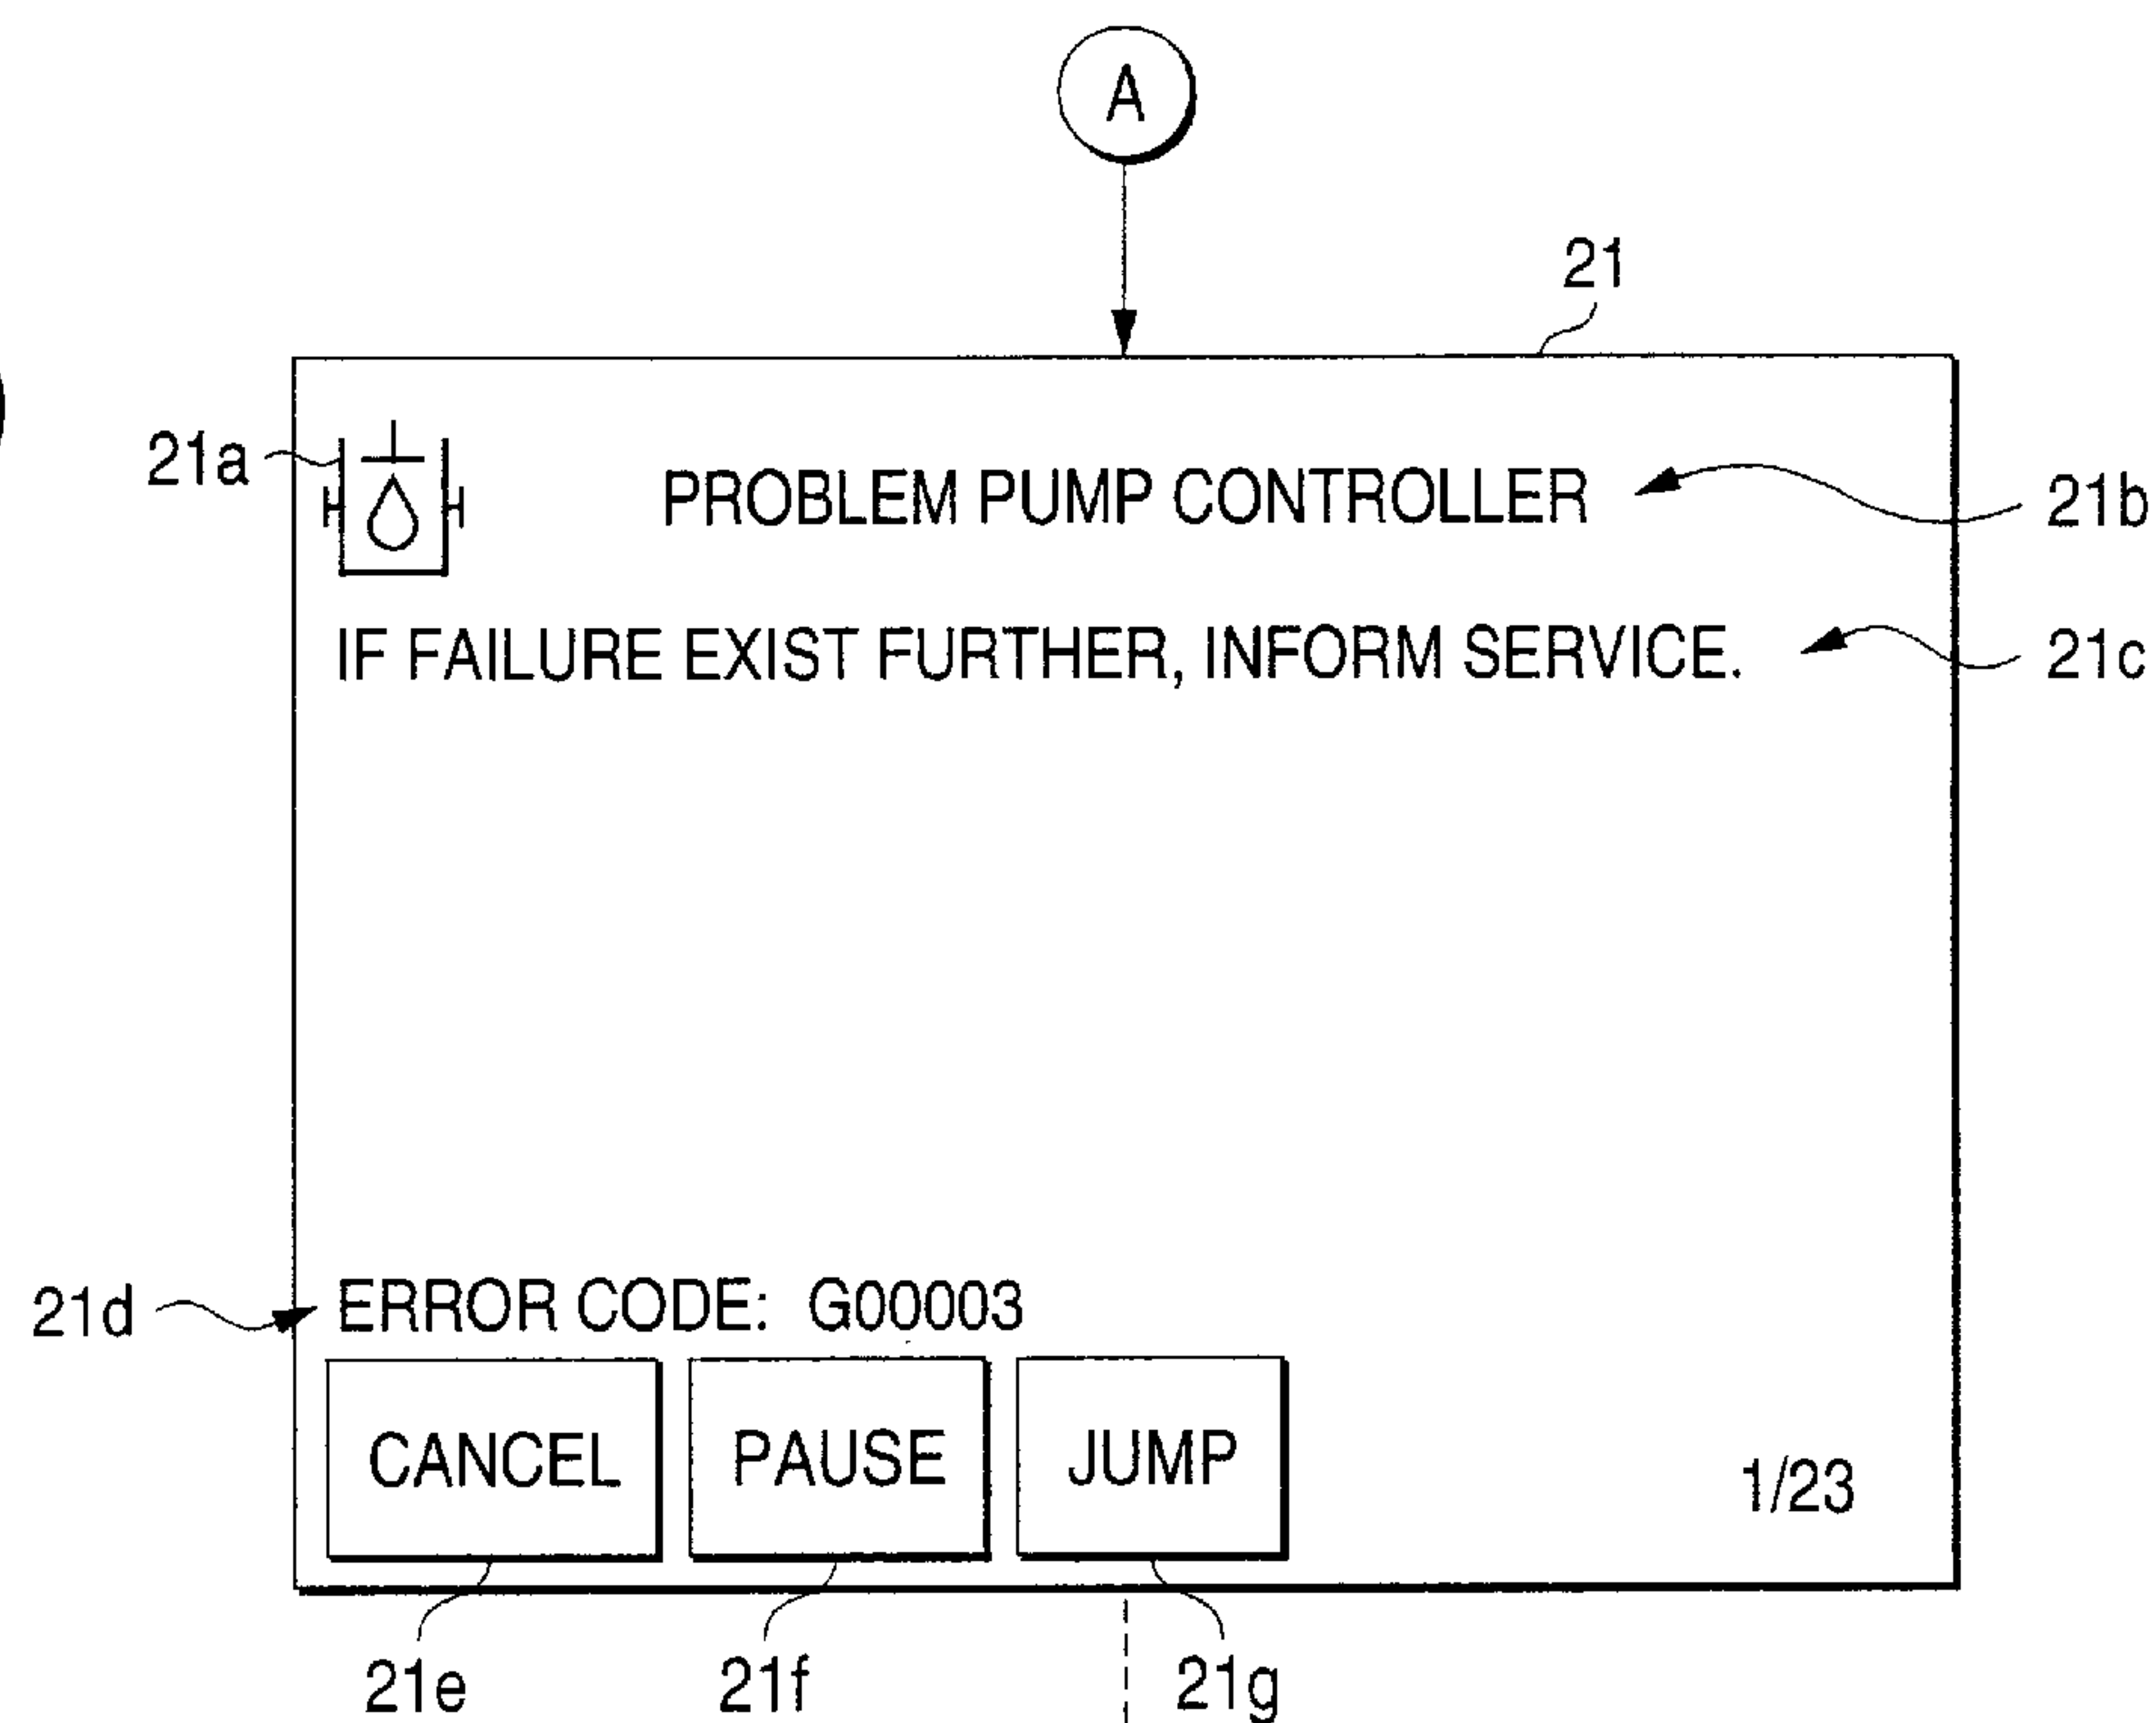 A
21
21a
PROBLEM PUMP CONTROLLER
21b
IF FAILURE EXIST FURTHER, INFORM SERVICE.
21c
21d
ERROR CODE: G00003
CANCEL
PAUSE
JUMP
1/23
21e
21f
21g